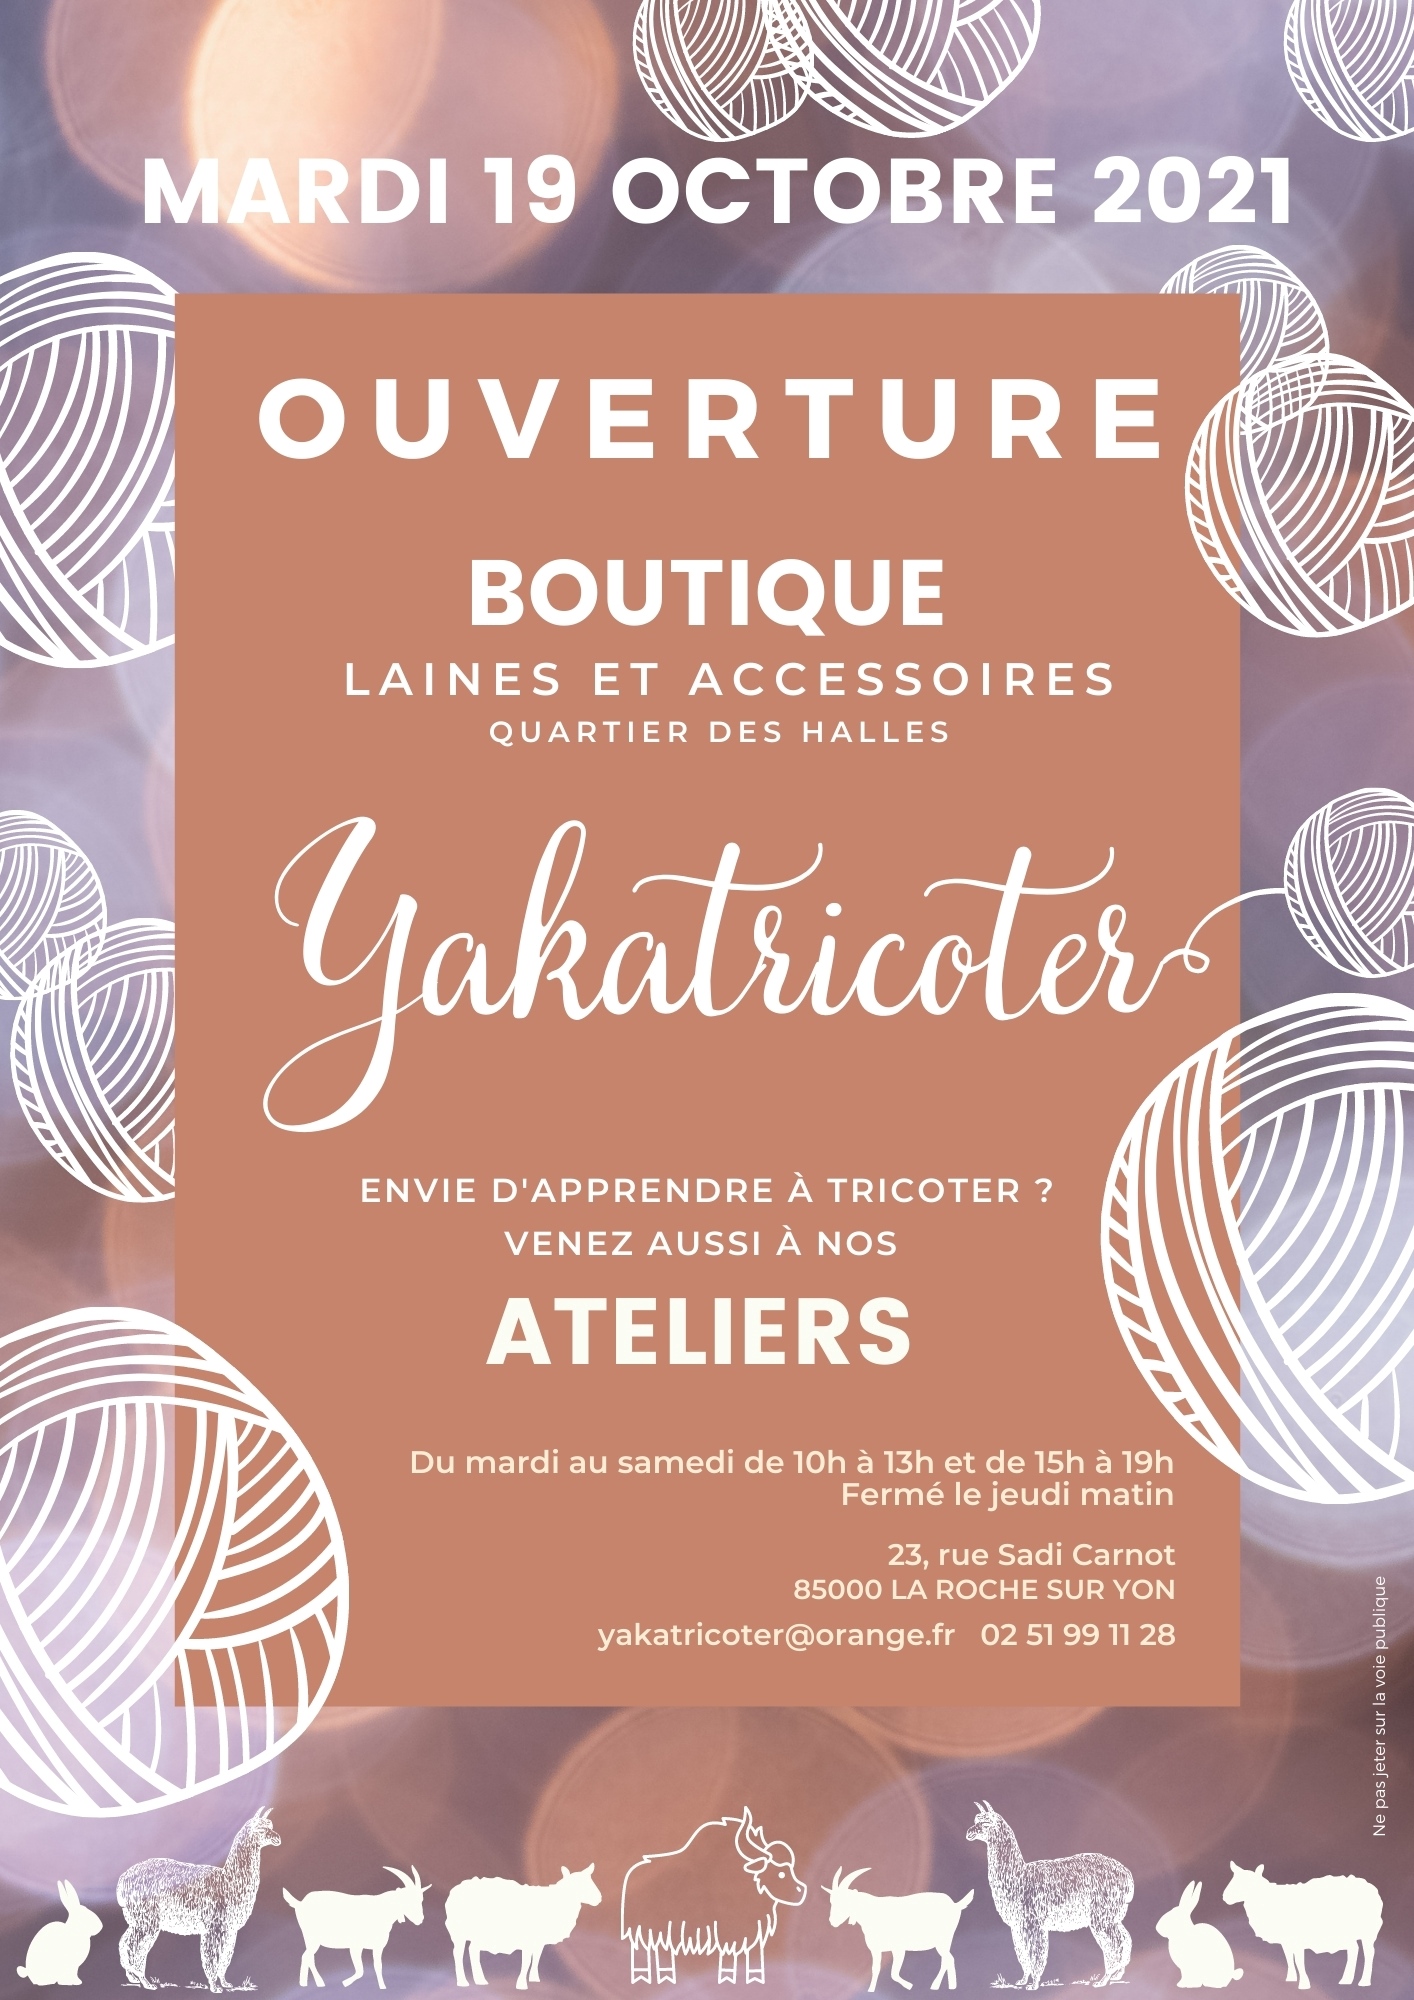 MARDI 19 OCTOBRE 2021
OUVERTURE
BOUTIQUE
LAINES ET ACCESSOIRES
QUARTIER DES HALLES
Yakatricoter
ENVIE D'APPRENDRE À TRICOTER ?
VENEZ AUSSI À NOS
ATELIERS
Du mardi au samedi de 10h à 13h et de 15h à 19h
Fermé le jeudi matin
23, rue Sadi Carnot
85000 LA ROCHE SUR YON
yakatricoter@orange.fr 02 51 99 11 28
Ne pas jeter sur la voie publique